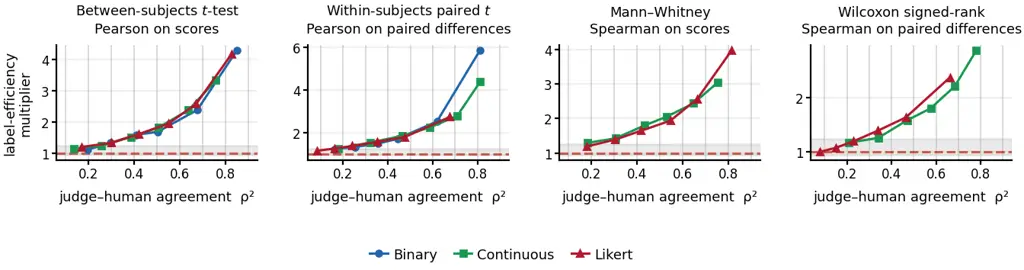 Between-subjects t-test
Pearson on scores
Within-subjects paired t
Pearson on paired differences
Mann–Whitney
Spearman on scores
Wilcoxon signed-rank
Spearman on paired differences
label-efficiency
multiplier
4
3
2
1
0.2 0.4 0.6 0.8
judge–human agreement ρ²
6
4
2
0.2 0.4 0.6 0.8
judge–human agreement ρ²
4
3
2
1
0.2 0.4 0.6 0.8
judge–human agreement ρ²
2
1
0.2 0.4 0.6 0.8
judge–human agreement ρ²
Binary Continuous Likert